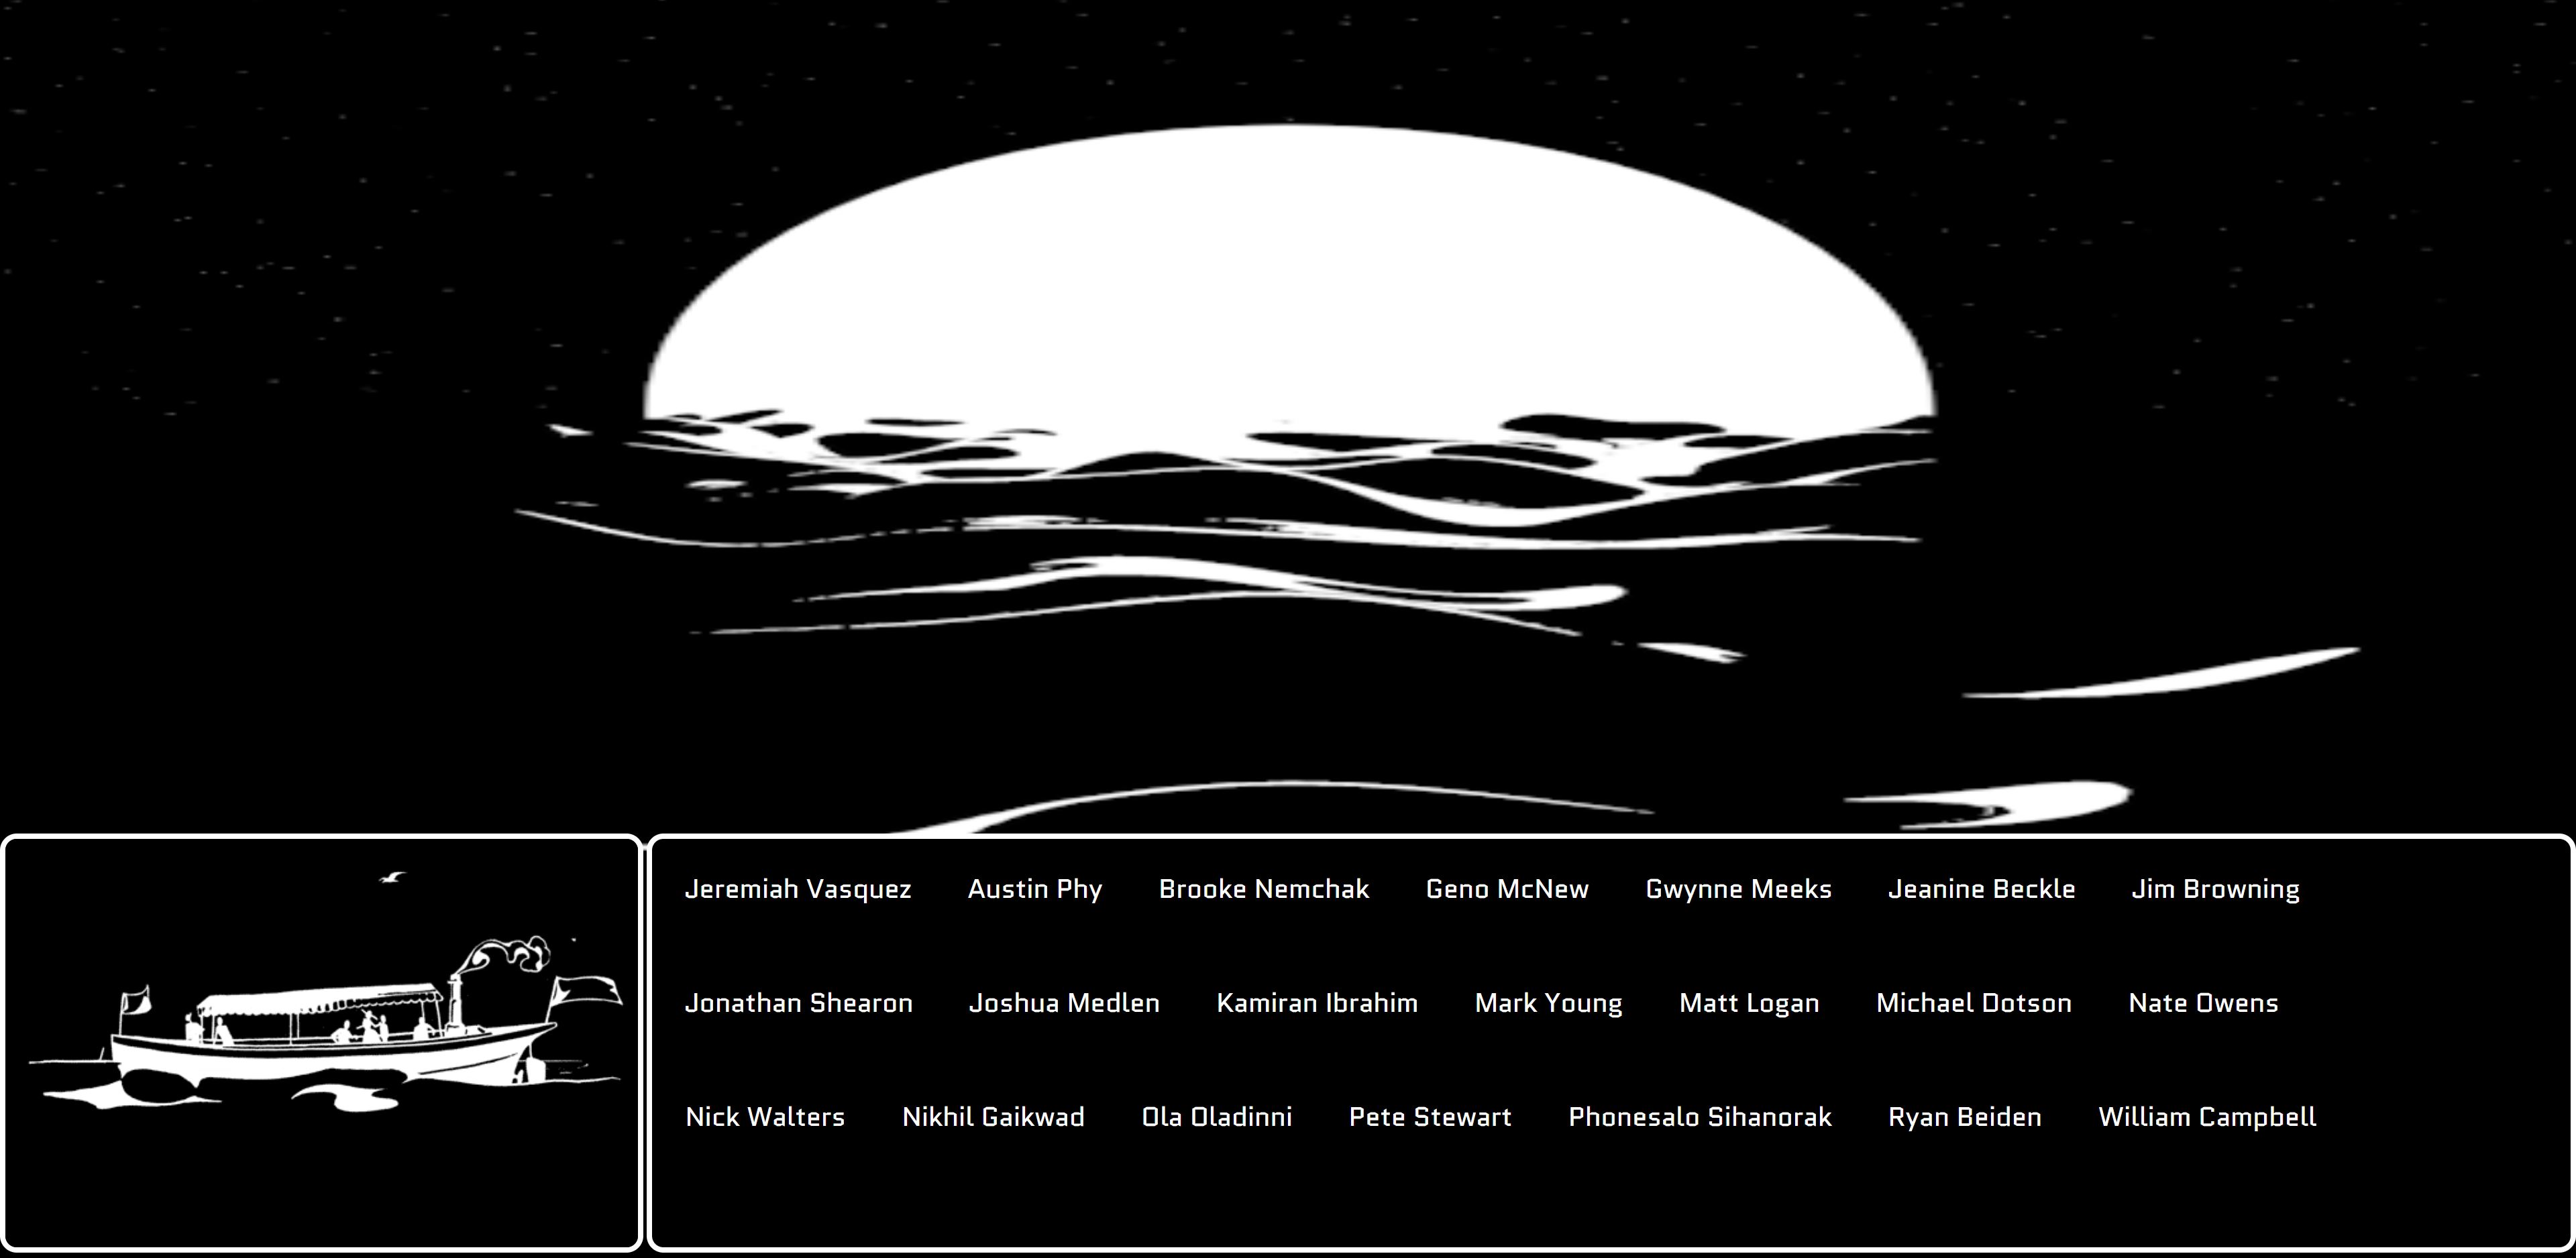 Jeremiah Vasquez Austin Phy Brooke Nemchak Geno McNew Gwynne Meeks Jeanine Beckle Jim Browning
Jonathan Shearon Joshua Medlen Kamiran Ibrahim Mark Young Matt Logan Michael Dotson Nate Owens
Nick Walters Nikhil Gaikwad Ola Oladinni Pete Stewart Phonesalo Sihanorak Ryan Beiden William Campbell